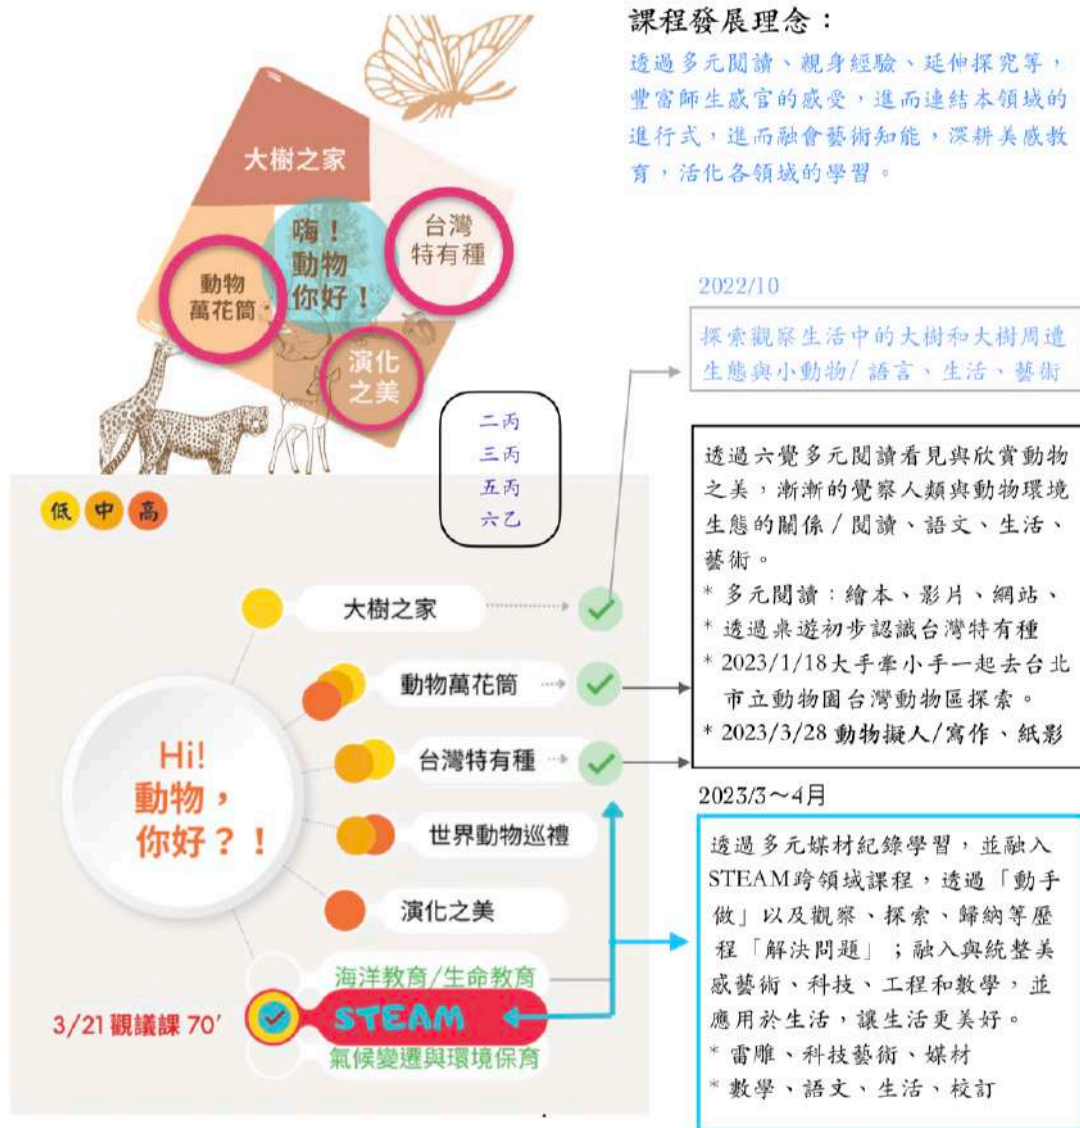 課程發展理念：
透過多元閱讀、親身經驗、延伸探究等，
豐富師生感官的感受，進而連結本領域的
進行式，進而融會藝術知能，深耕美感教
育，活化各領域的學習。
大樹之家
嗨！
動物
你好！
台灣
特有種
動物
萬花筒
演化
之美
2022/10
探索觀察生活中的大樹和大樹周遭
生態與小動物/ 語言、生活、藝術
二丙
三丙
五丙
六乙
透過六覺多元閱讀看見與欣賞動物
之美，漸漸的覺察人類與動物環境
生態的關係 / 閱讀、語文、生活、
藝術。
* 多元閱讀：繪本、影片、網站、
* 透過桌遊初步認識台灣特有種
* 2023/1/18大手牽小手一起去台北
市立動物園台灣動物區探索。
* 2023/3/28 動物擬人/寫作、紙影
低 中 高
大樹之家
動物萬花筒
台灣特有種
世界動物巡禮
演化之美
海洋教育/生命教育
STEAM
氣候變遷與環境保育
Hi!
動物，
你好？！
3/21 觀議課 70′
2023/3～4月
透過多元媒材紀錄學習，並融入
STEAM跨領域課程，透過「動手
做」以及觀察、探索、歸納等歷
程「解決問題」；融入與統整美
感藝術、科技、工程和數學，並
應用於生活，讓生活更美好。
* 雷雕、科技藝術、媒材
* 數學、語文、生活、校訂